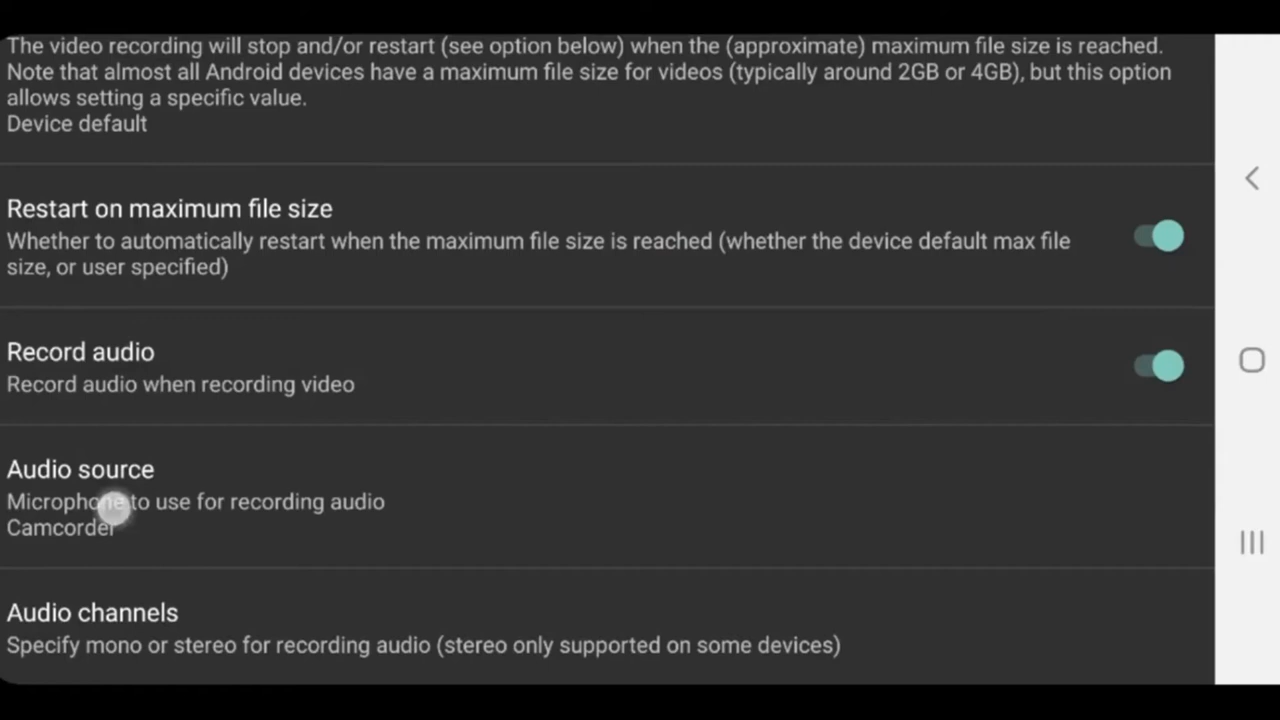 The video recording will stop and/or restart (see option below) when the (approximate) maximum file size is reached.
Note that almost all Android devices have a maximum file size for videos (typically around 2GB or 4GB), but this option
allows setting a specific value.
Device default
Restart on maximum file size
Whether to automatically restart when the maximum file size is reached (whether the device default max file
size, or user specified)
Record audio
Record audio when recording video
Audio source
Microphone to use for recording audio
Camcorder
Audio channels
Specify mono or stereo for recording audio (stereo only supported on some devices)